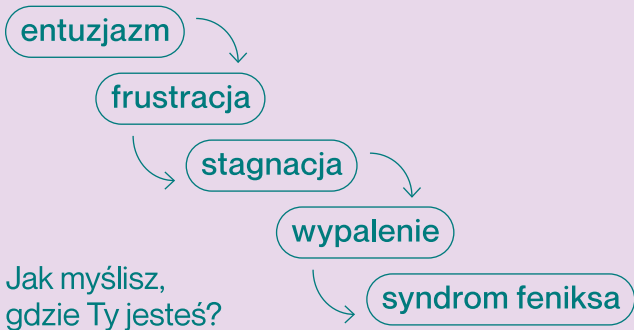 entuzjazm
frustracja
stagnacja
wypalenie
syndrom feniksa
Jak myślisz,
gdzie Ty jesteś?